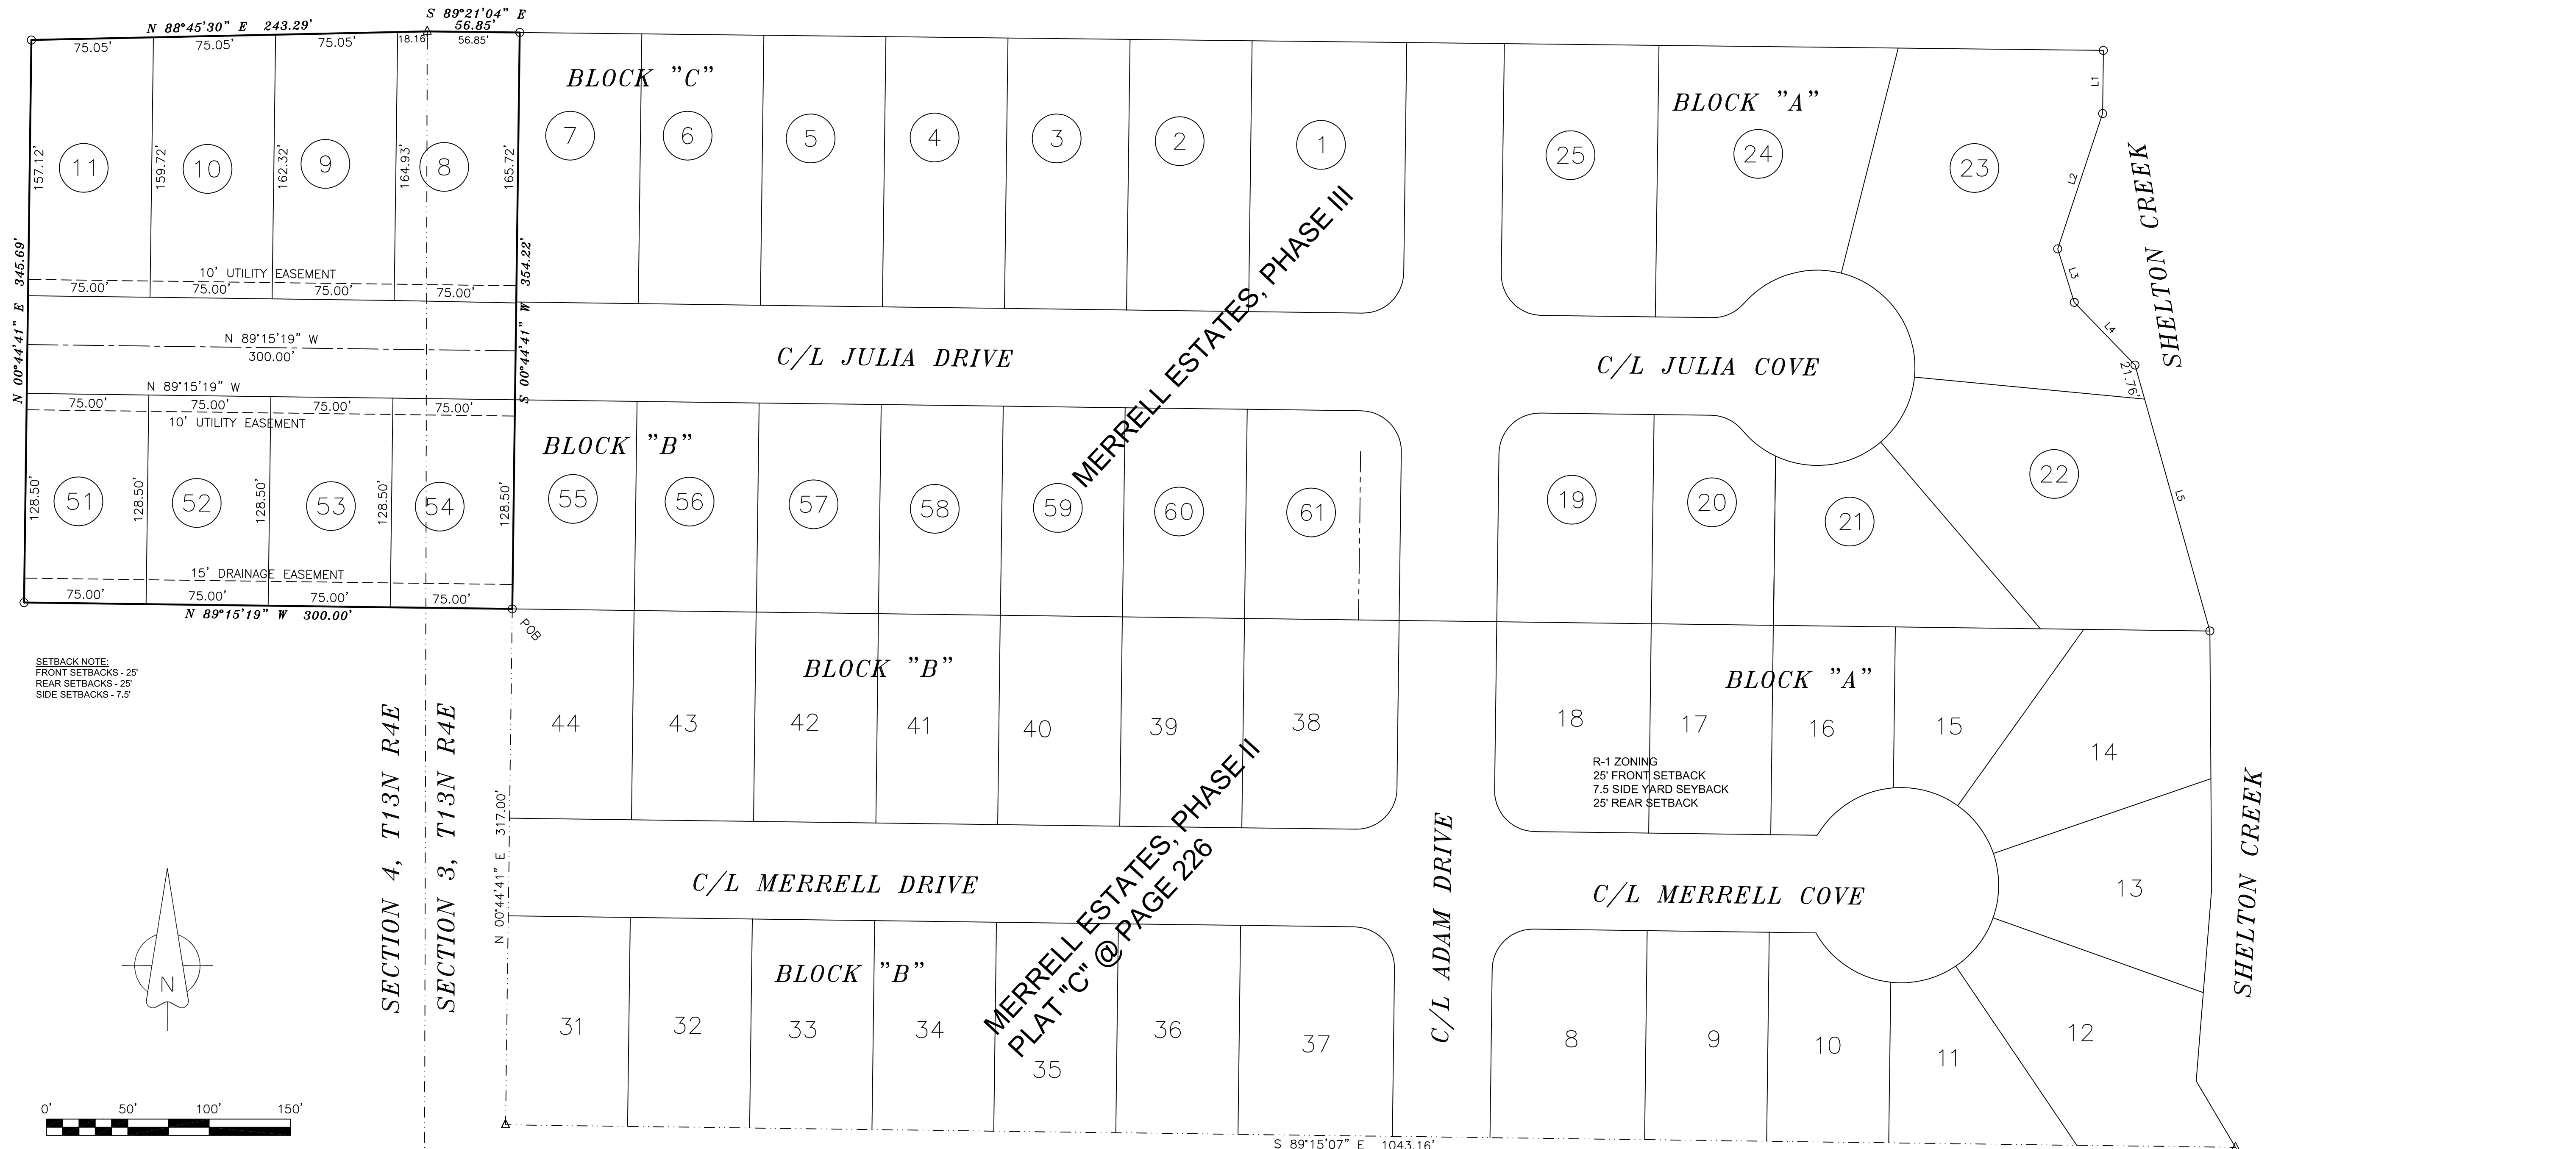 N 88°45'30" E 243.29'
S 89°21'04" E
56.85'
75.05'
75.05'
75.05'
18.16
56.85'
BLOCK "C"
BLOCK "A"
L1
11
10
9
8
7
6
5
4
3
2
1
25
24
23
157.12'
159.72'
162.32'
164.93'
165.72'
L2
L3
L4
21.76'
L5
SHELTON CREEK
MERRELL ESTATES, PHASE III
N 00°44'41" E 345.69'
S 00°44'41" W 354.22'
10' UTILITY EASEMENT
75.00'
75.00'
75.00'
75.00'
N 89°15'19" W
300.00'
C/L JULIA DRIVE
C/L JULIA COVE
N 89°15'19" W
75.00'
75.00'
75.00'
75.00'
10' UTILITY EASEMENT
BLOCK "B"
51
52
53
54
55
56
57
58
59
60
61
19
20
21
22
128.50'
128.50'
128.50'
128.50'
128.50'
15' DRAINAGE EASEMENT
75.00'
75.00'
75.00'
75.00'
N 89°15'19" W 300.00'
POB
SETBACK NOTE:
FRONT SETBACKS - 25'
REAR SETBACKS - 25'
SIDE SETBACKS - 7.5'
BLOCK "B"
BLOCK "A"
44
43
42
41
40
39
38
18
17
16
15
14
R-1 ZONING
25' FRONT SETBACK
7.5 SIDE YARD SEYBACK
25' REAR SETBACK
SECTION 4, T13N R4E
SECTION 3, T13N R4E
N 00°44'41" E 317.00'
MERRELL ESTATES, PHASE II
PLAT "C" @ PAGE 226
C/L MERRELL DRIVE
C/L ADAM DRIVE
C/L MERRELL COVE
13
SHELTON CREEK
BLOCK "B"
N
31
32
33
34
35
36
37
8
9
10
11
12
0'
50'
100'
150'
S 89°15'07" E 1043.16'